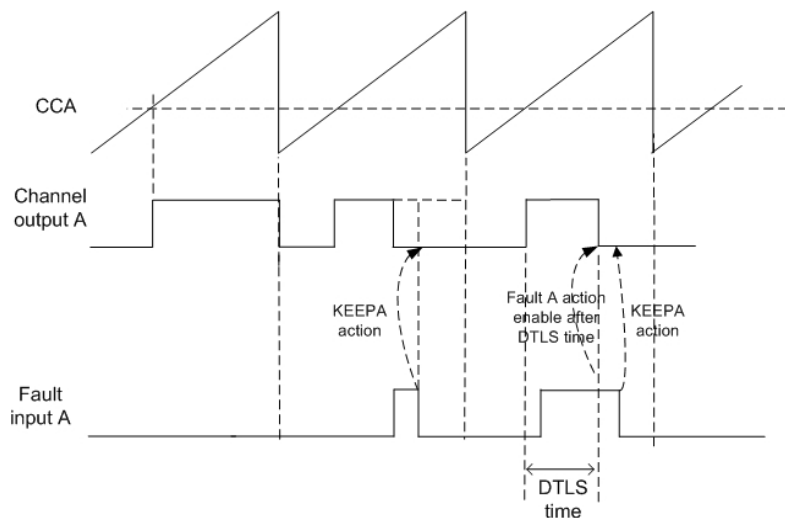 CCA
Channel
output A
KEEPA
action
Fault A action
enable after
DTLS time
KEEPA
action
Fault
input A
DTLS
time